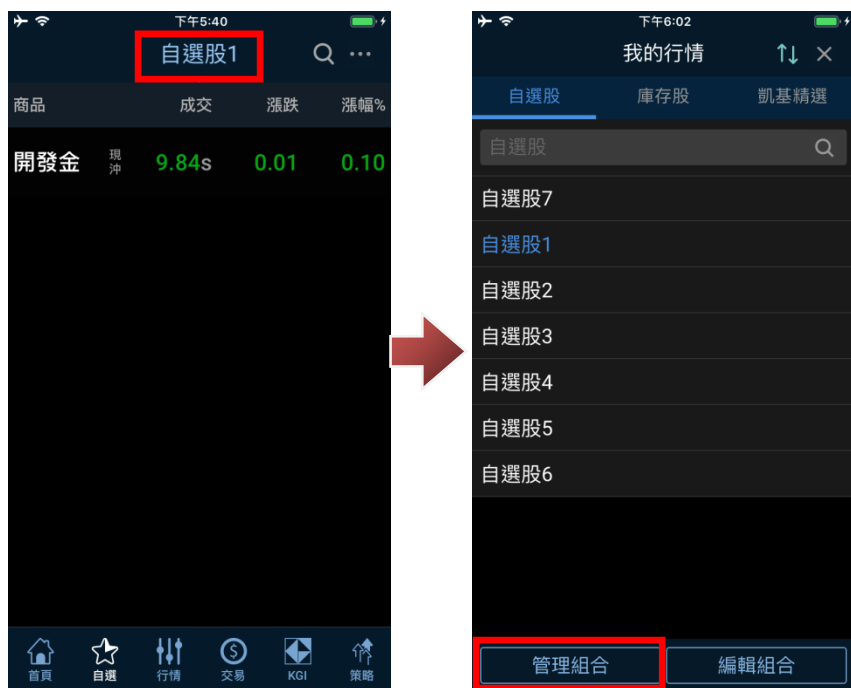 下午5:40
自選股1
商品 成交 漲跌 漲幅%
開發金 現沖 9.84s 0.01 0.10
首頁 自選 行情 交易 KGI 策略
下午6:02
我的行情
自選股 庫存股 凱基精選
自選股
自選股7
自選股1
自選股2
自選股3
自選股4
自選股5
自選股6
管理組合 編輯組合